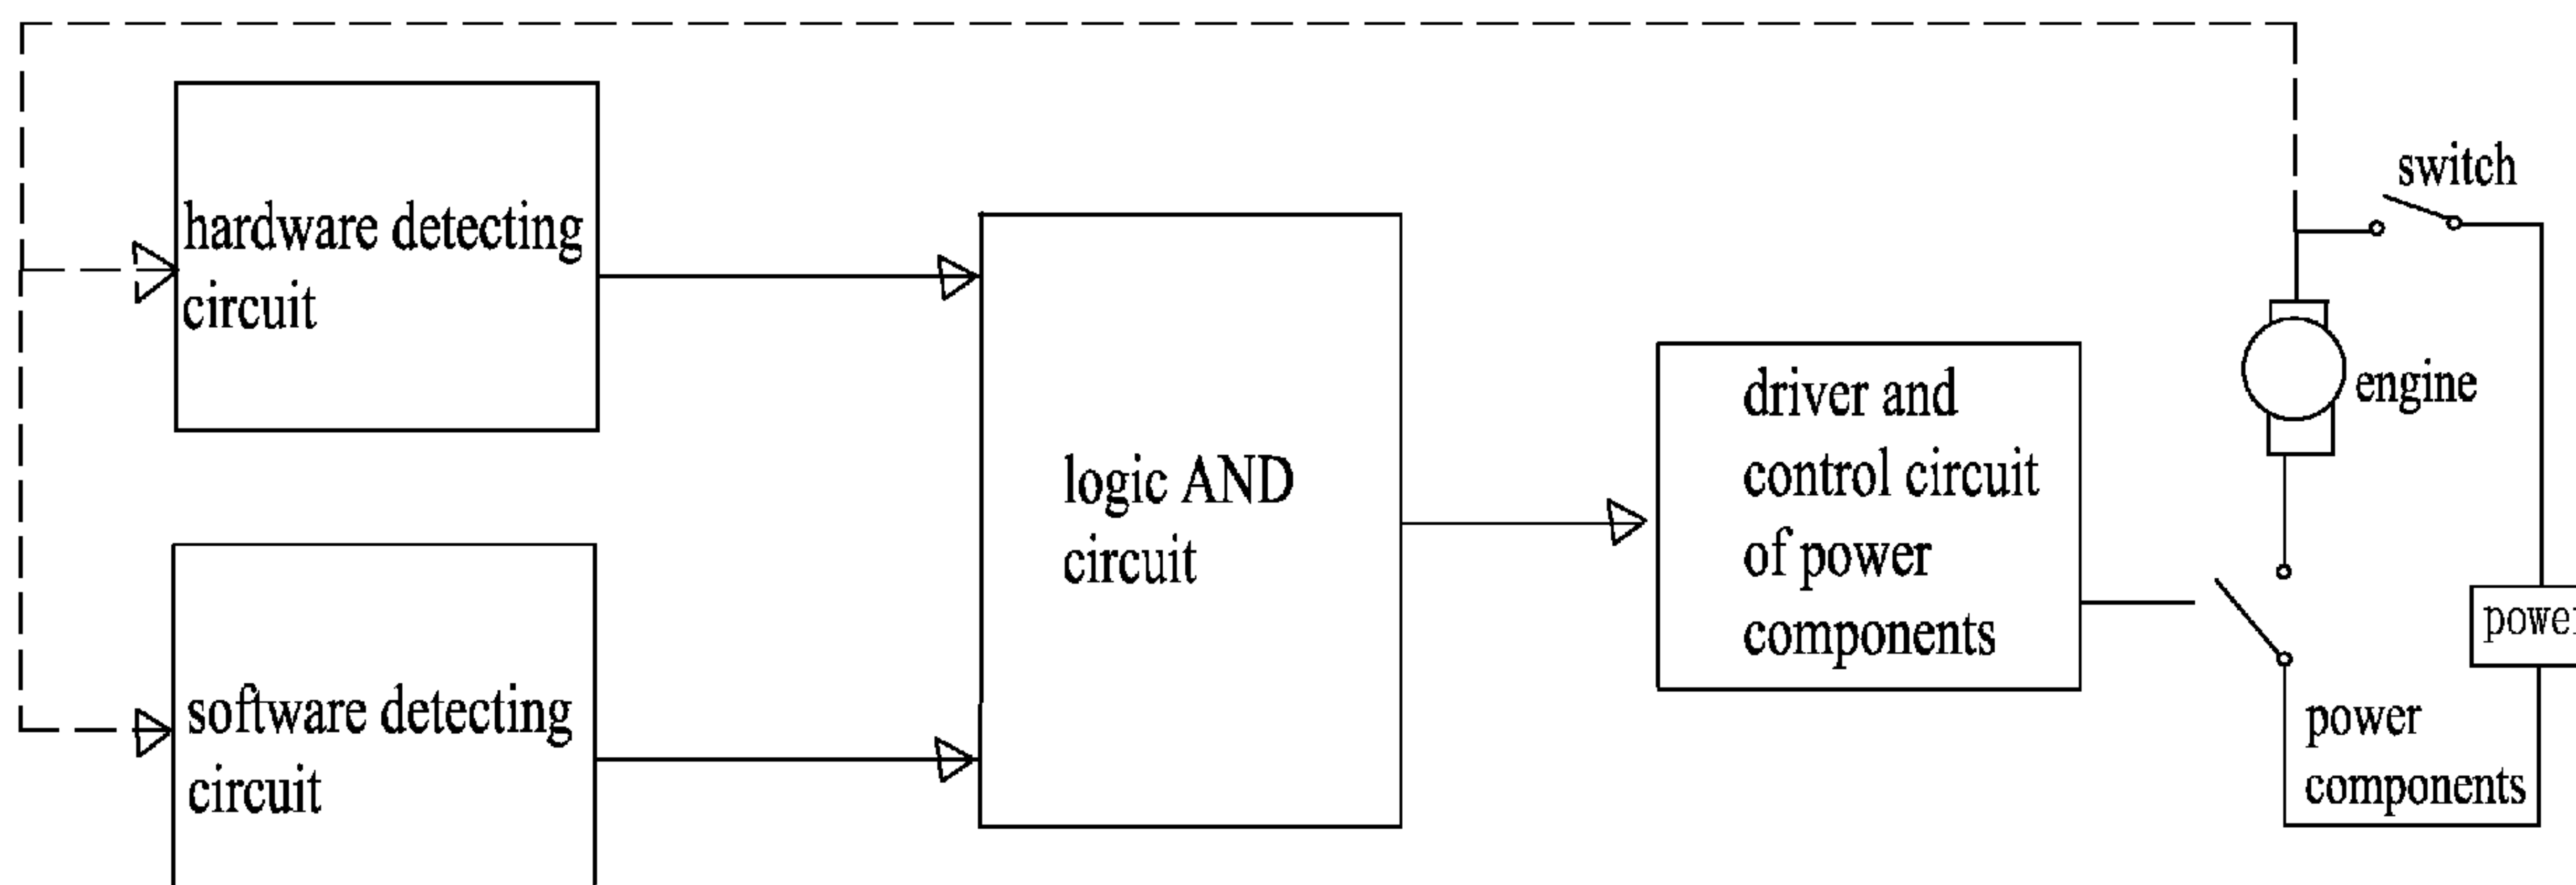 hardware detecting
circuit
software detecting
circuit
logic AND
circuit
driver and
control circuit
of power
components
switch
engine
power
components